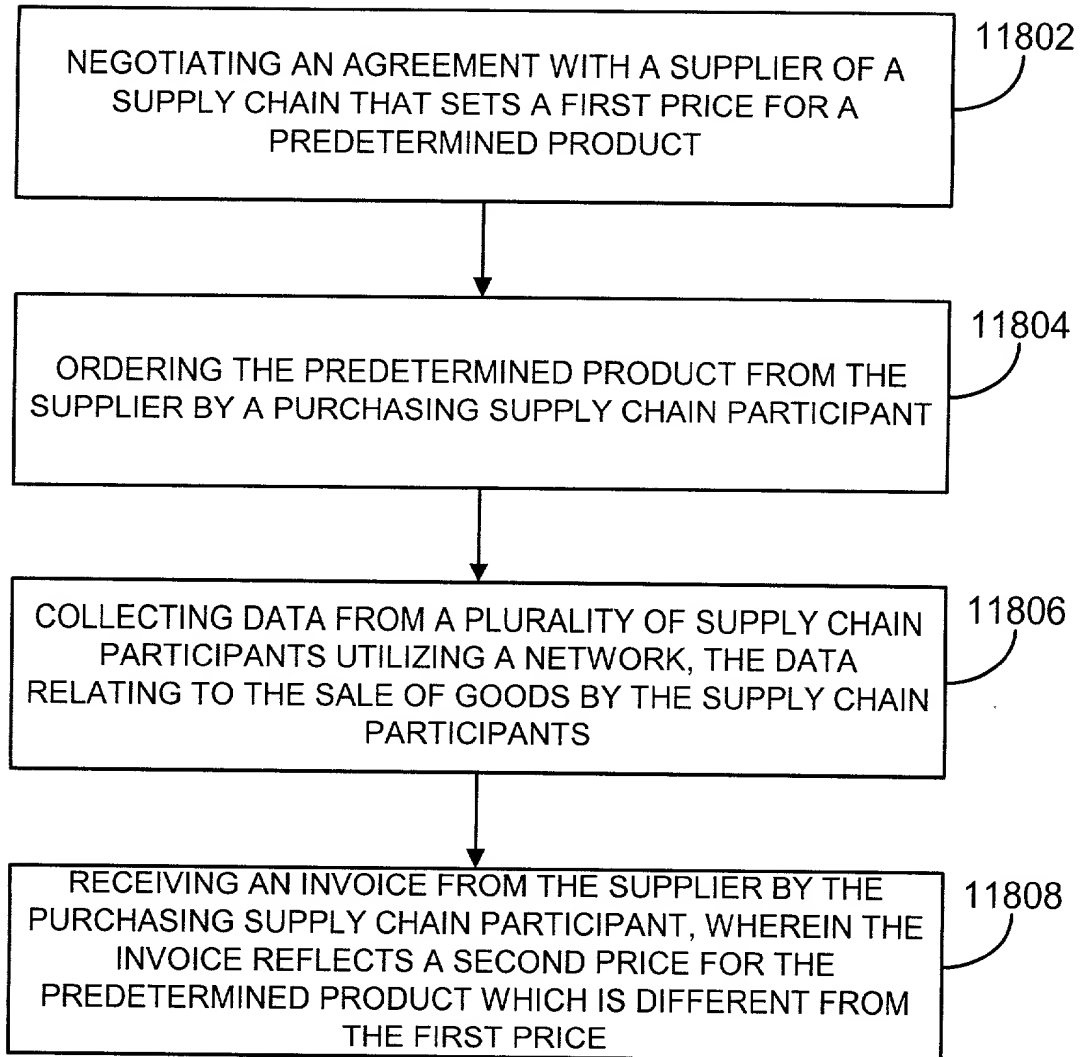 11802
NEGOTIATING AN AGREEMENT WITH A SUPPLIER OF A
SUPPLY CHAIN THAT SETS A FIRST PRICE FOR A
PREDETERMINED PRODUCT
11804
ORDERING THE PREDETERMINED PRODUCT FROM THE
SUPPLIER BY A PURCHASING SUPPLY CHAIN PARTICIPANT
11806
COLLECTING DATA FROM A PLURALITY OF SUPPLY CHAIN
PARTICIPANTS UTILIZING A NETWORK, THE DATA
RELATING TO THE SALE OF GOODS BY THE SUPPLY CHAIN
PARTICIPANTS
11808
RECEIVING AN INVOICE FROM THE SUPPLIER BY THE
PURCHASING SUPPLY CHAIN PARTICIPANT, WHEREIN THE
INVOICE REFLECTS A SECOND PRICE FOR THE
PREDETERMINED PRODUCT WHICH IS DIFFERENT FROM
THE FIRST PRICE